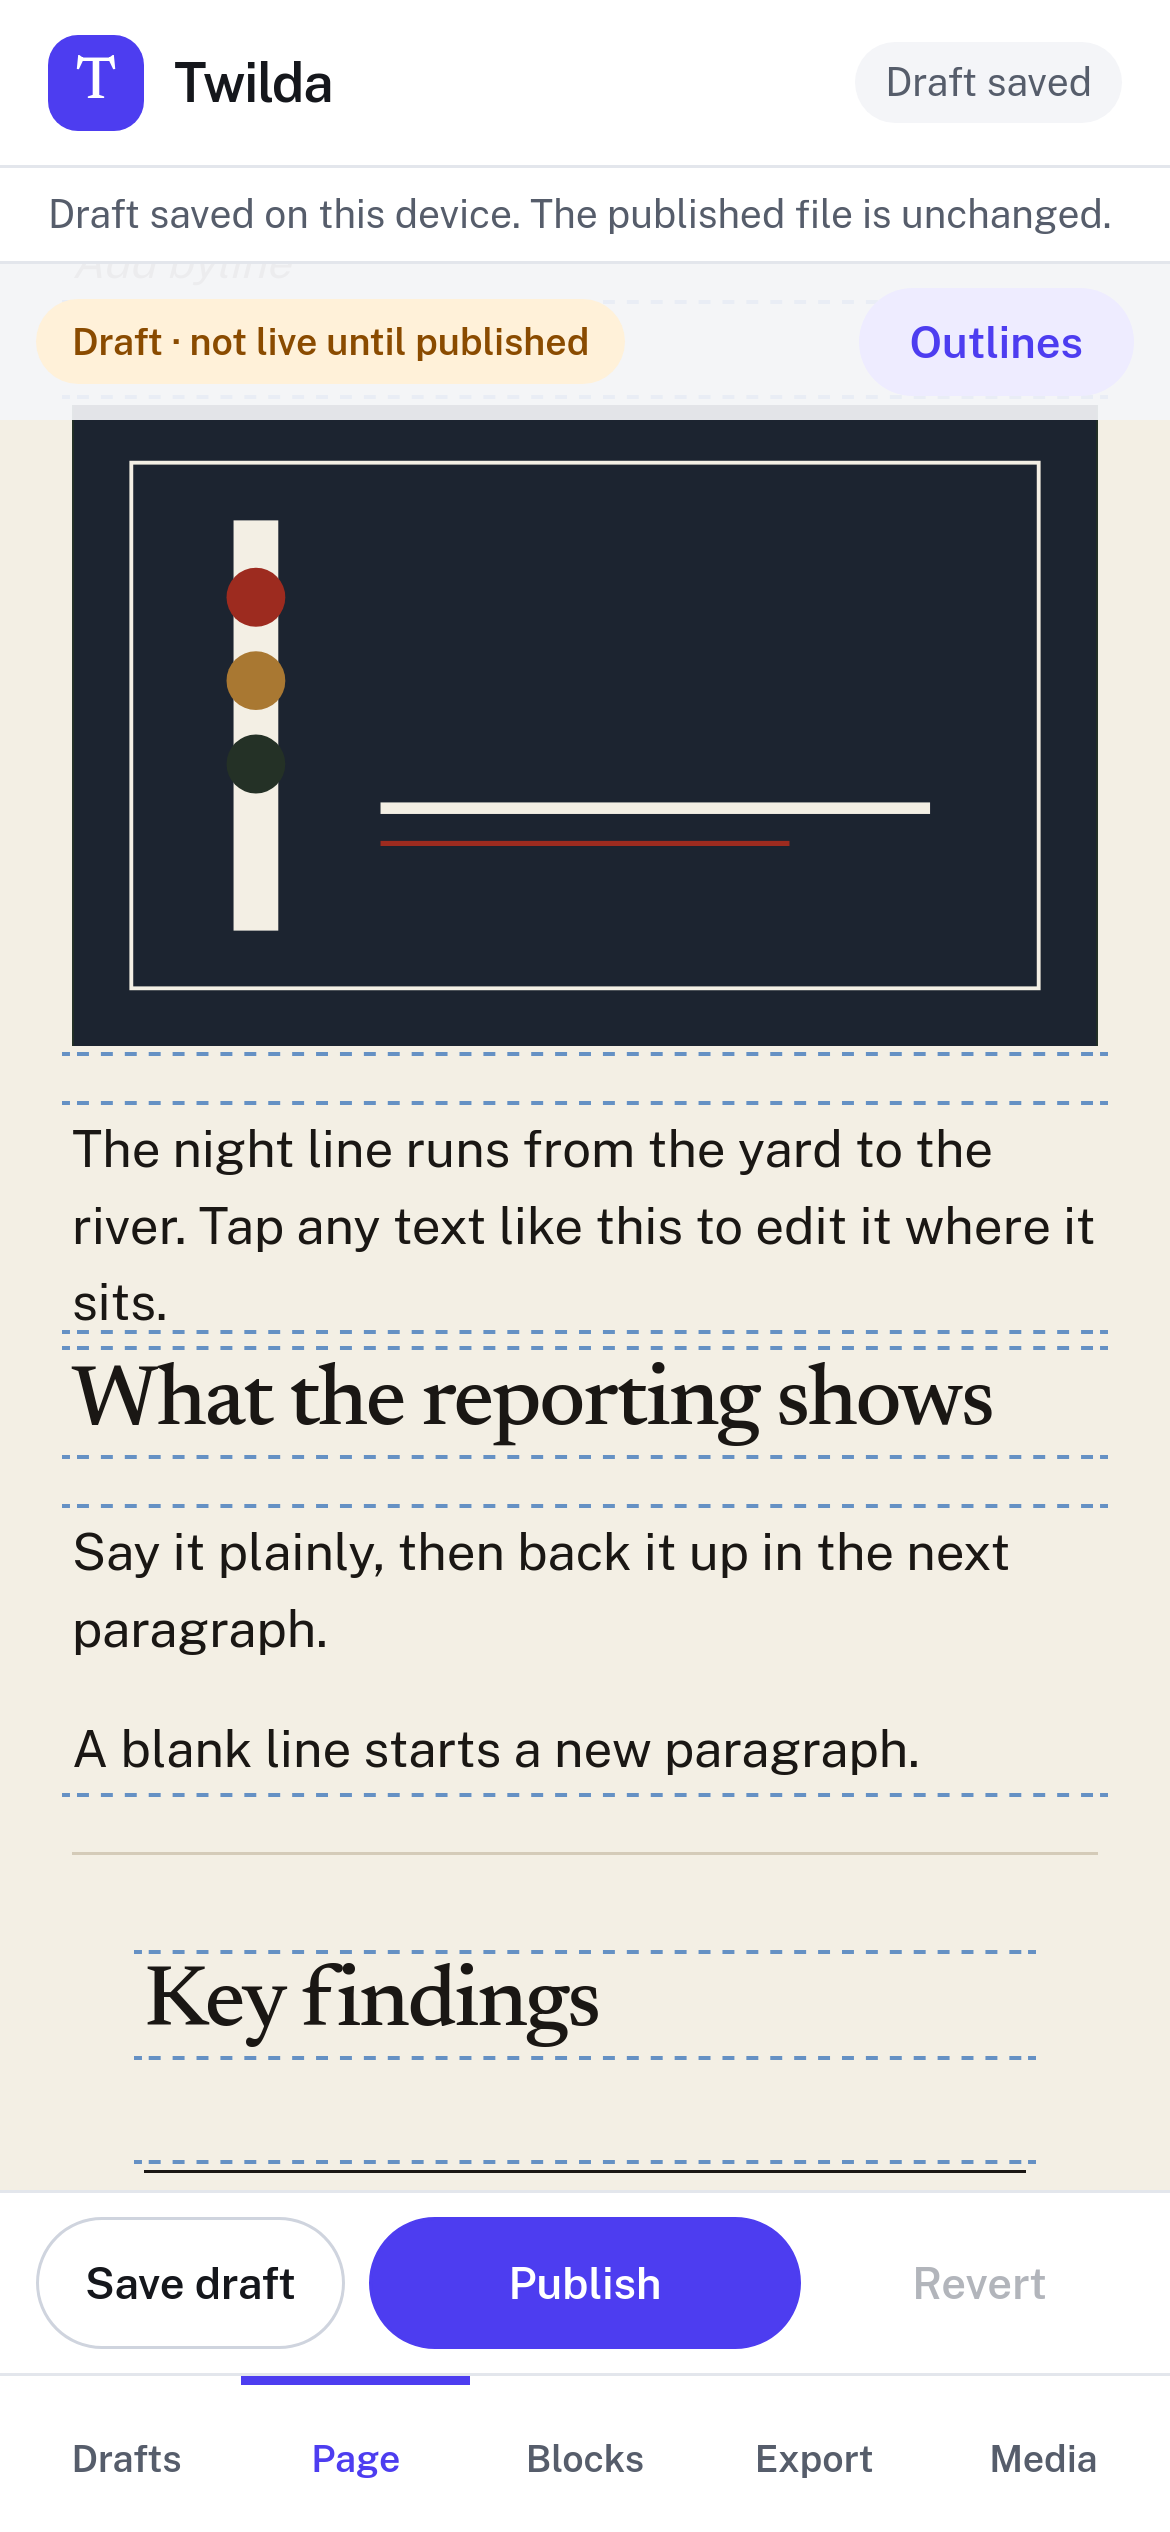 T
Twilda
Draft saved
Draft saved on this device. The published file is unchanged.
Add byline
Draft · not live until published
Outlines
The night line runs from the yard to the
river. Tap any text like this to edit it where it
sits.
What the reporting shows
Say it plainly, then back it up in the next
paragraph.
A blank line starts a new paragraph.
Key findings
Save draft
Publish
Revert
Drafts
Page
Blocks
Export
Media